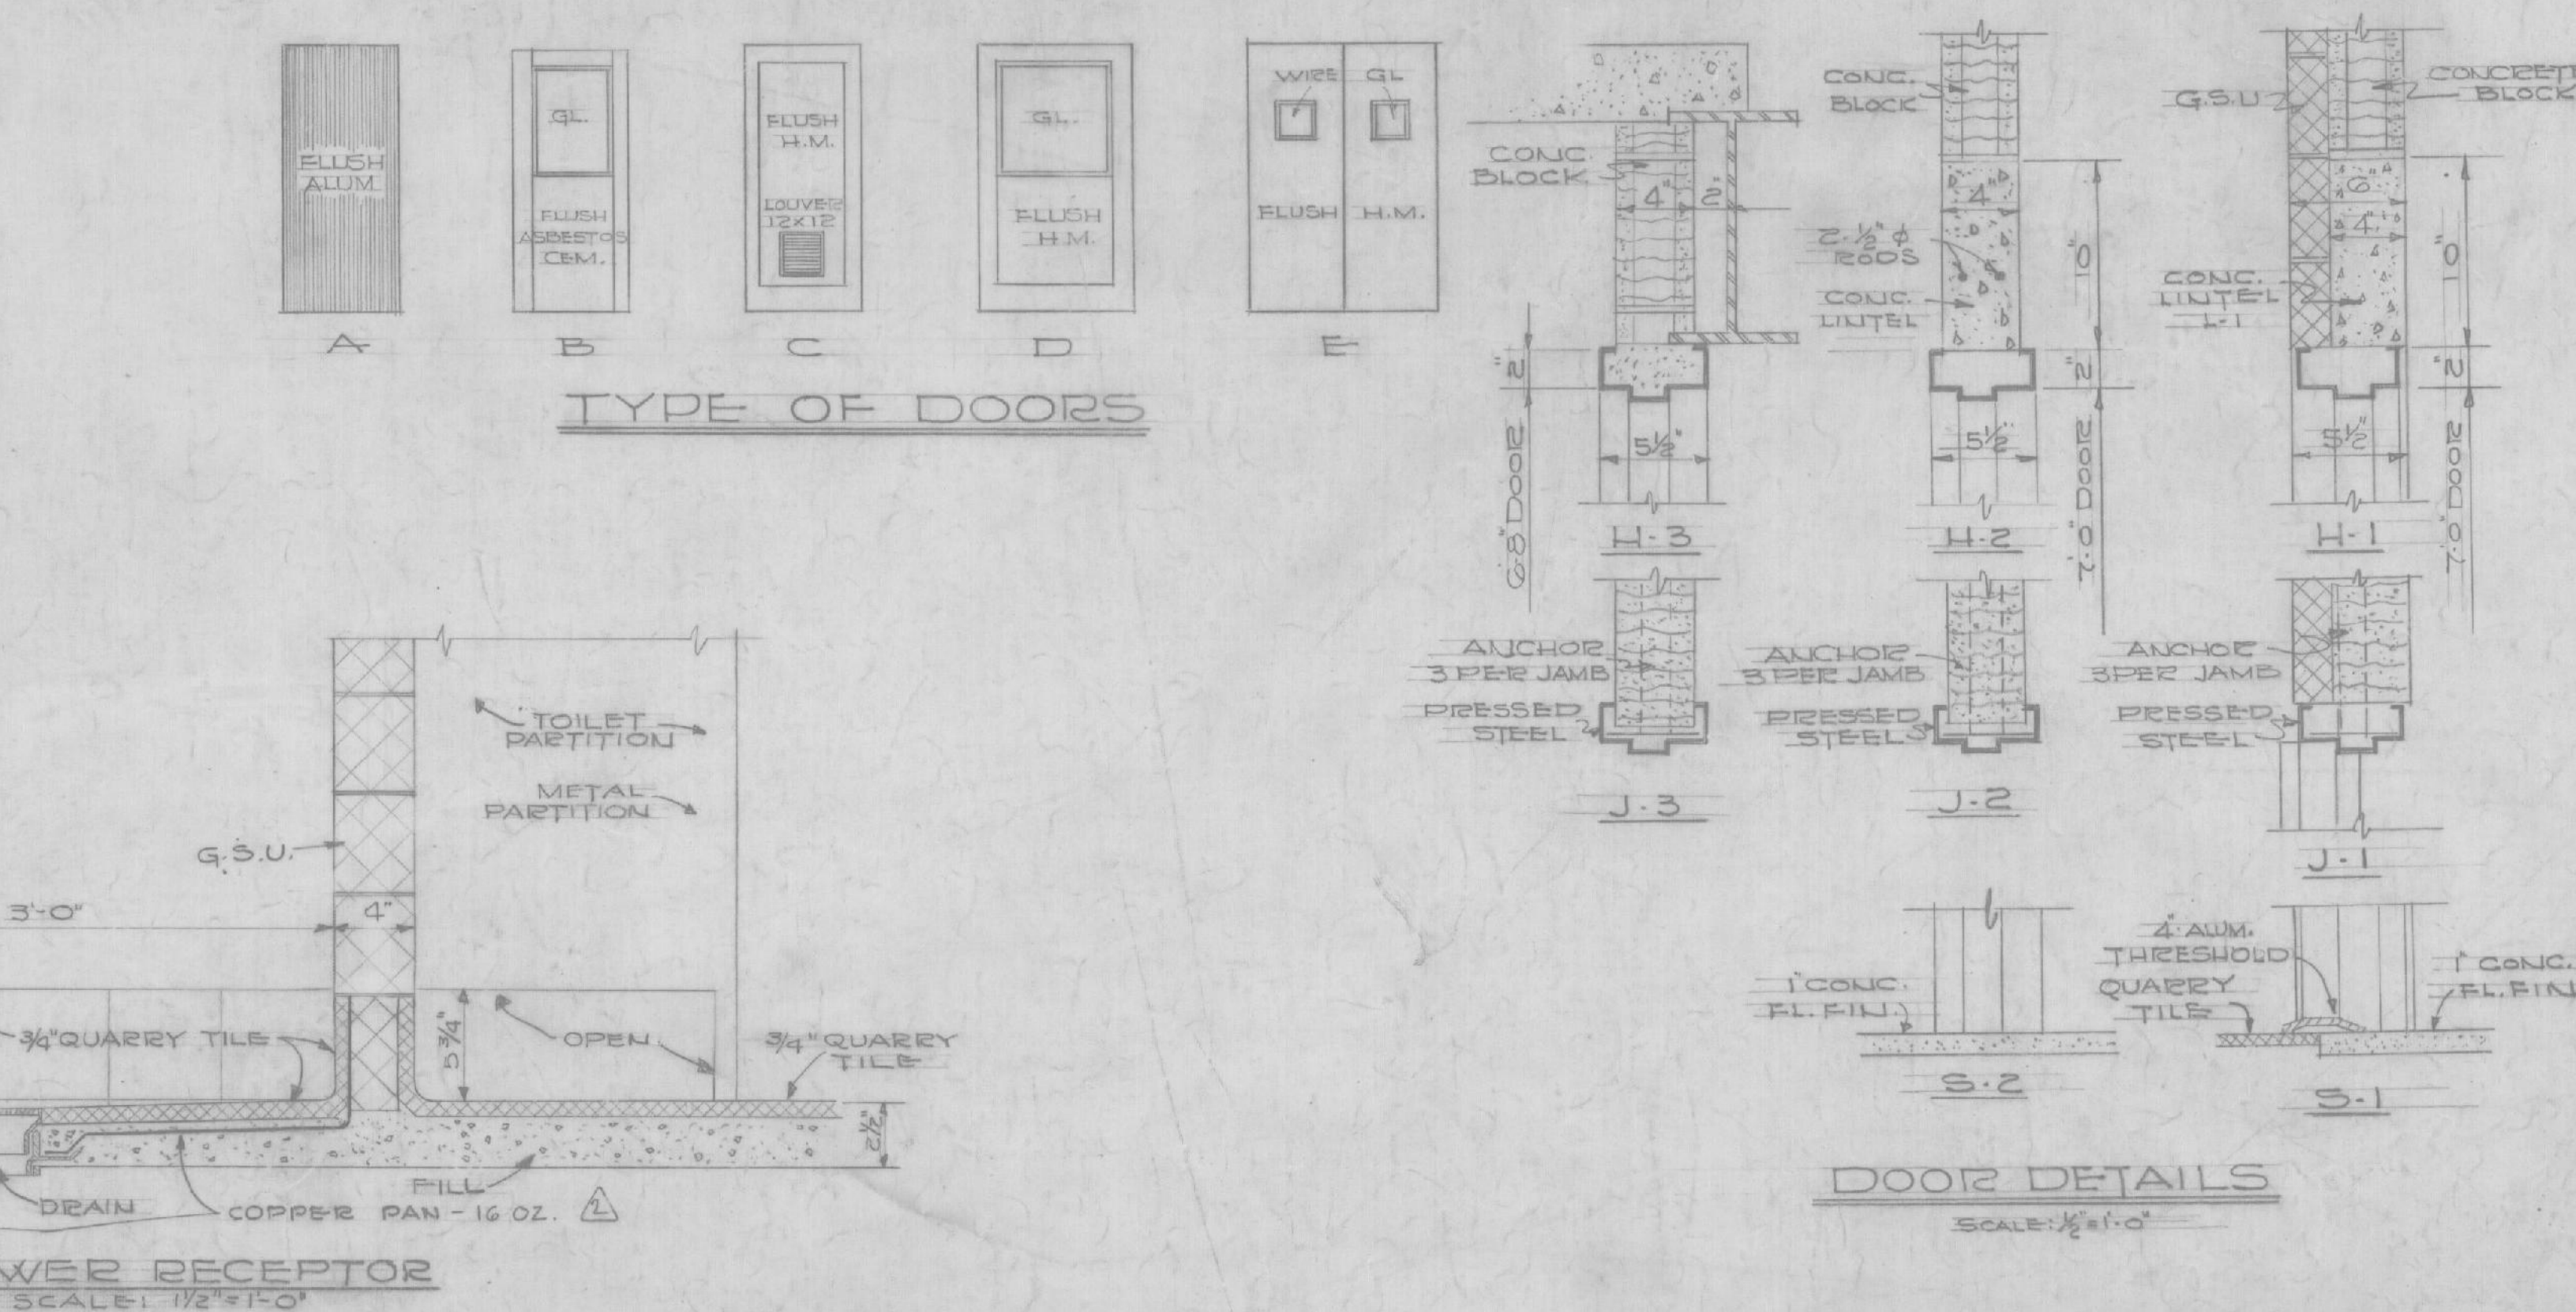 FLUSH
ALUM.
A
GL.
FLUSH
ASBESTOS
CEM.
B
FLUSH
H.M.
LOUVER
12X12
C
GL.
FLUSH
H.M.
D
WIRE GL
FLUSH H.M.
E
TYPE OF DOORS
CONC.
BLOCK
4" 2"
2"
5½"
6'-8" DOOR
H-3
CONC.
BLOCK
4"
2-½" ϕ
RODS
CONC.
LINTEL
1'0"
2"
5½"
7'-0" DOOR
H-2
G.S.U
CONCRETE
BLOCK
6"
4"
CONC.
LINTEL
L-1
1'0"
2"
5½"
7'-0" DOOR
H-1
ANCHOR
3 PER JAMB
PRESSED
STEEL
J-3
ANCHOR
3 PER JAMB
PRESSED
STEEL
J-2
ANCHOR
3 PER JAMB
PRESSED
STEEL
J-1
1" CONC.
FL. FIN.
S-2
4" ALUM.
THRESHOLD
QUARRY
TILE
1" CONC.
FL. FIN
S-1
DOOR DETAILS
SCALE: ½"=1'-0"
TOILET
PARTITION
METAL
PARTITION
G.S.U.
3'-0"
4"
3/4" QUARRY TILE
5 3/4"
OPEN
3/4" QUARRY
TILE
2½"
DRAIN
FILL
COPPER PAN - 16 OZ. 2
WER RECEPTOR
SCALE: 1½"=1'-0"